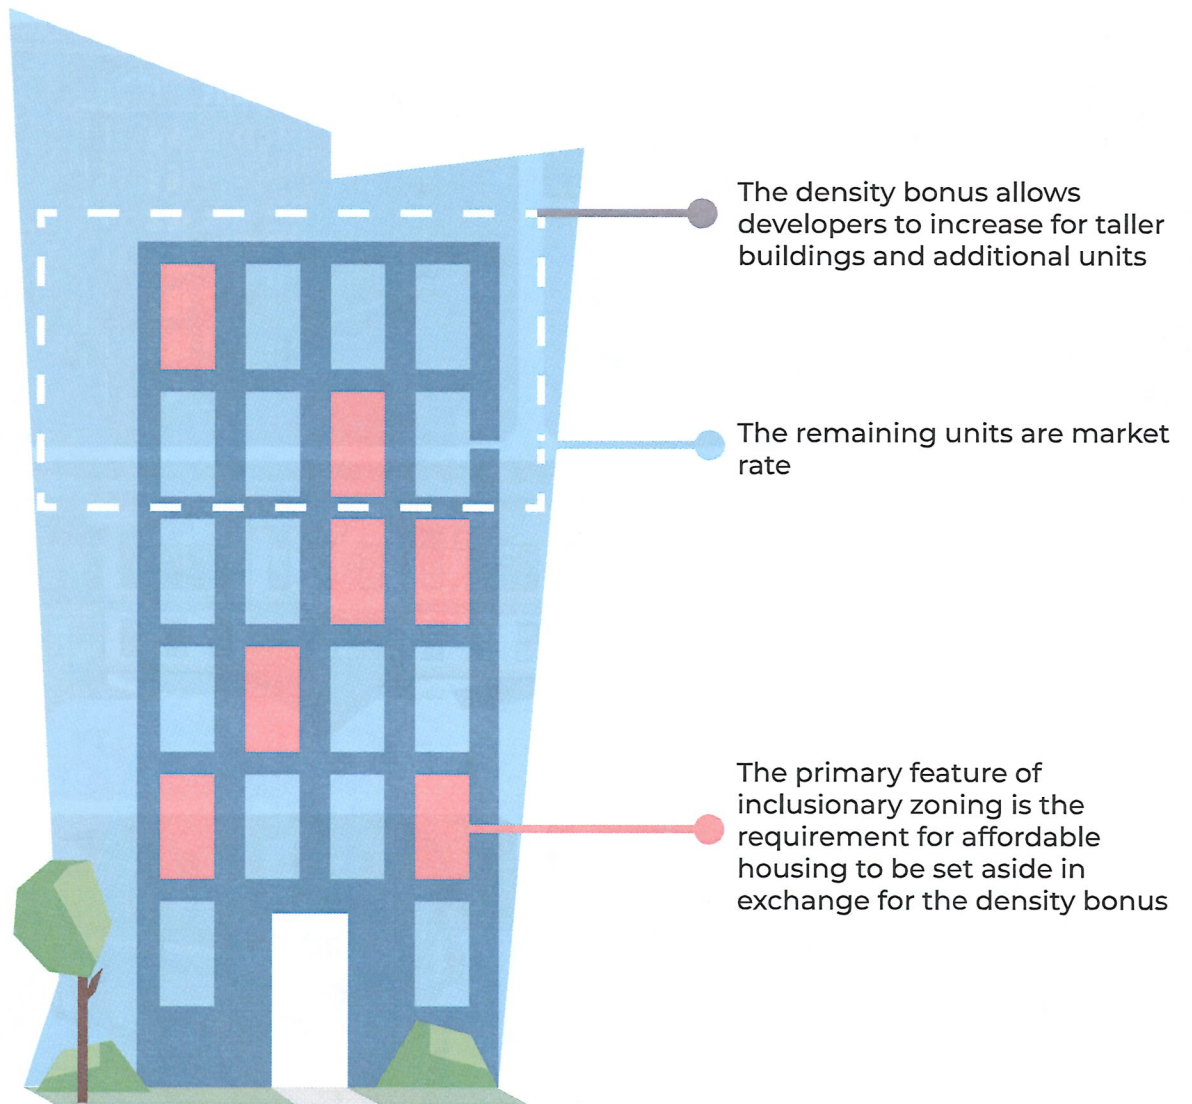 The density bonus allows
developers to increase for taller
buildings and additional units
The remaining units are market
rate
The primary feature of
inclusionary zoning is the
requirement for affordable
housing to be set aside in
exchange for the density bonus